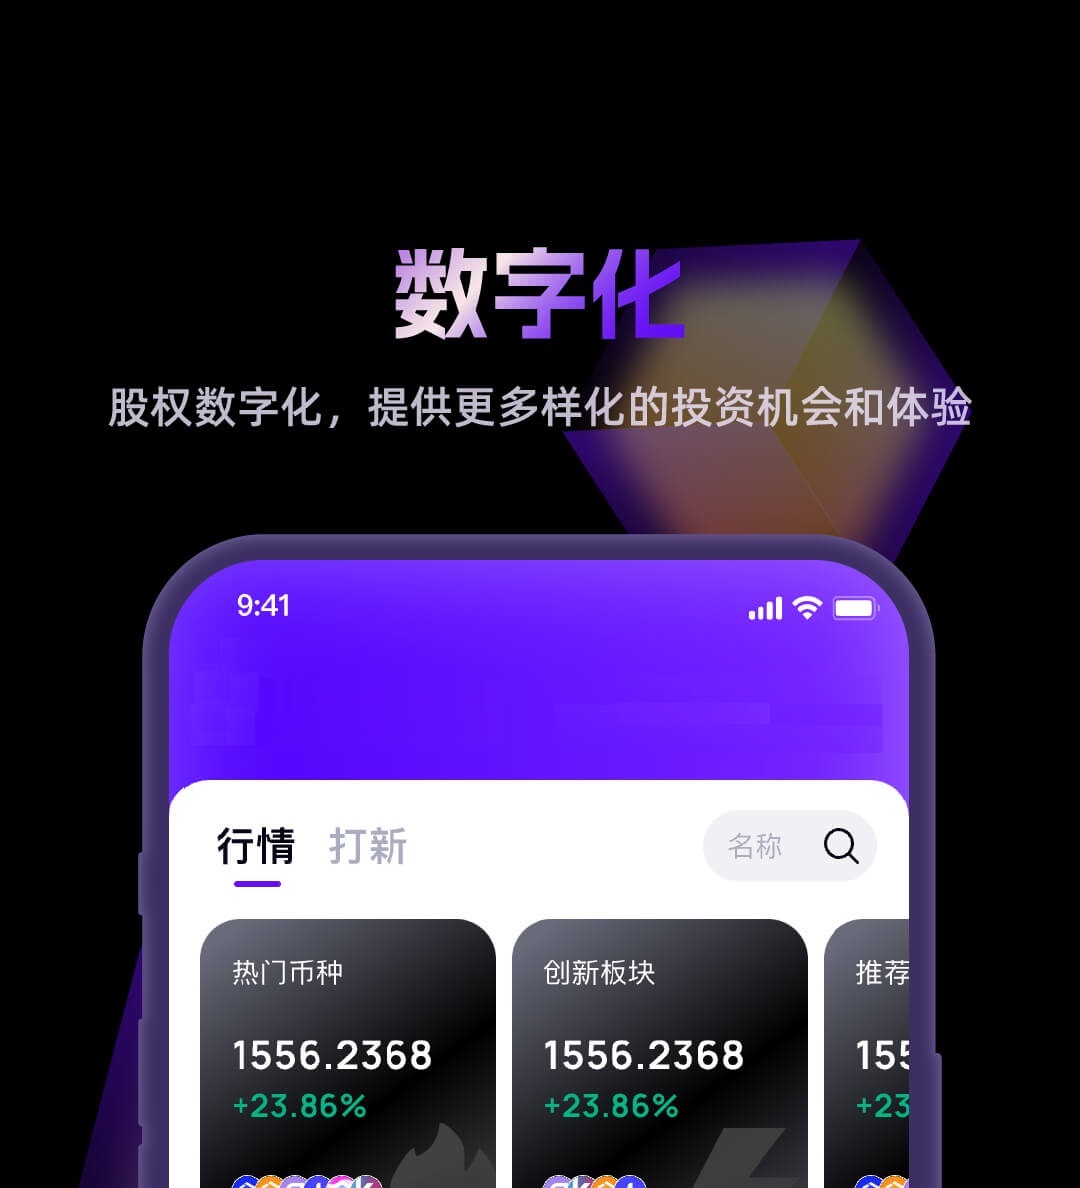 数字化
股权数字化，提供更多样化的投资机会和体验
9:41
行情 打新 名称
热门币种 创新板块 推荐
1556.2368 1556.2368 155
+23.86% +23.86% +23